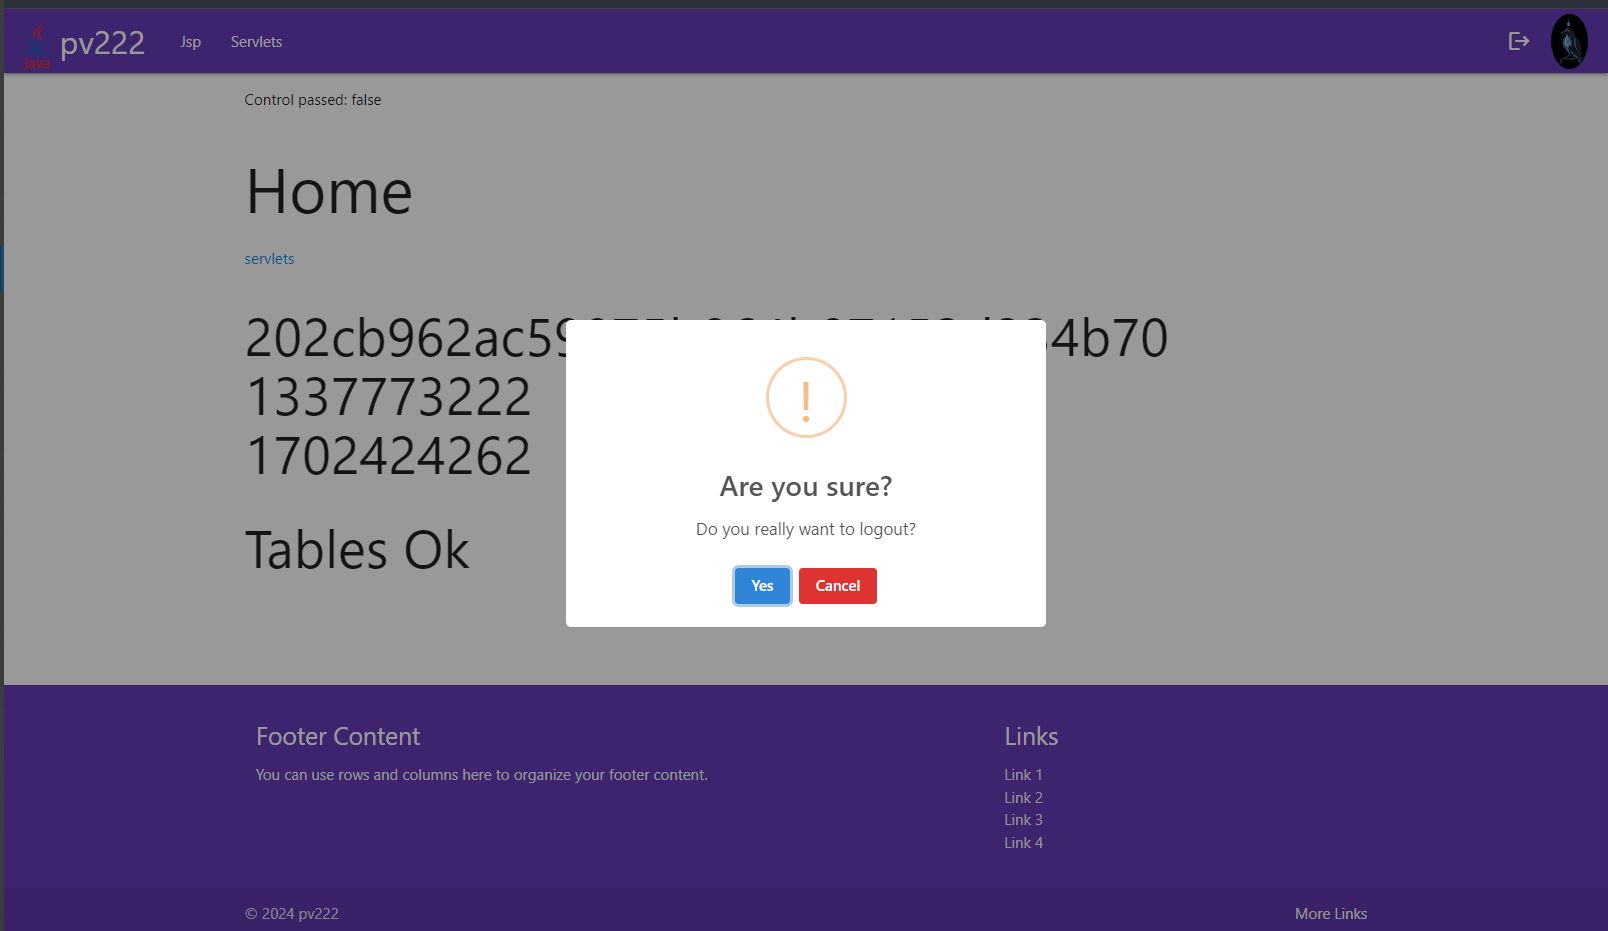 Java
pv222
Jsp
Servlets
Control passed: false
Home
servlets
202cb962ac59
4b70
1337773222
1702424262
Tables Ok
!
Are you sure?
Do you really want to logout?
Yes
Cancel
Footer Content
You can use rows and columns here to organize your footer content.
Links
Link 1
Link 2
Link 3
Link 4
© 2024 pv222
More Links